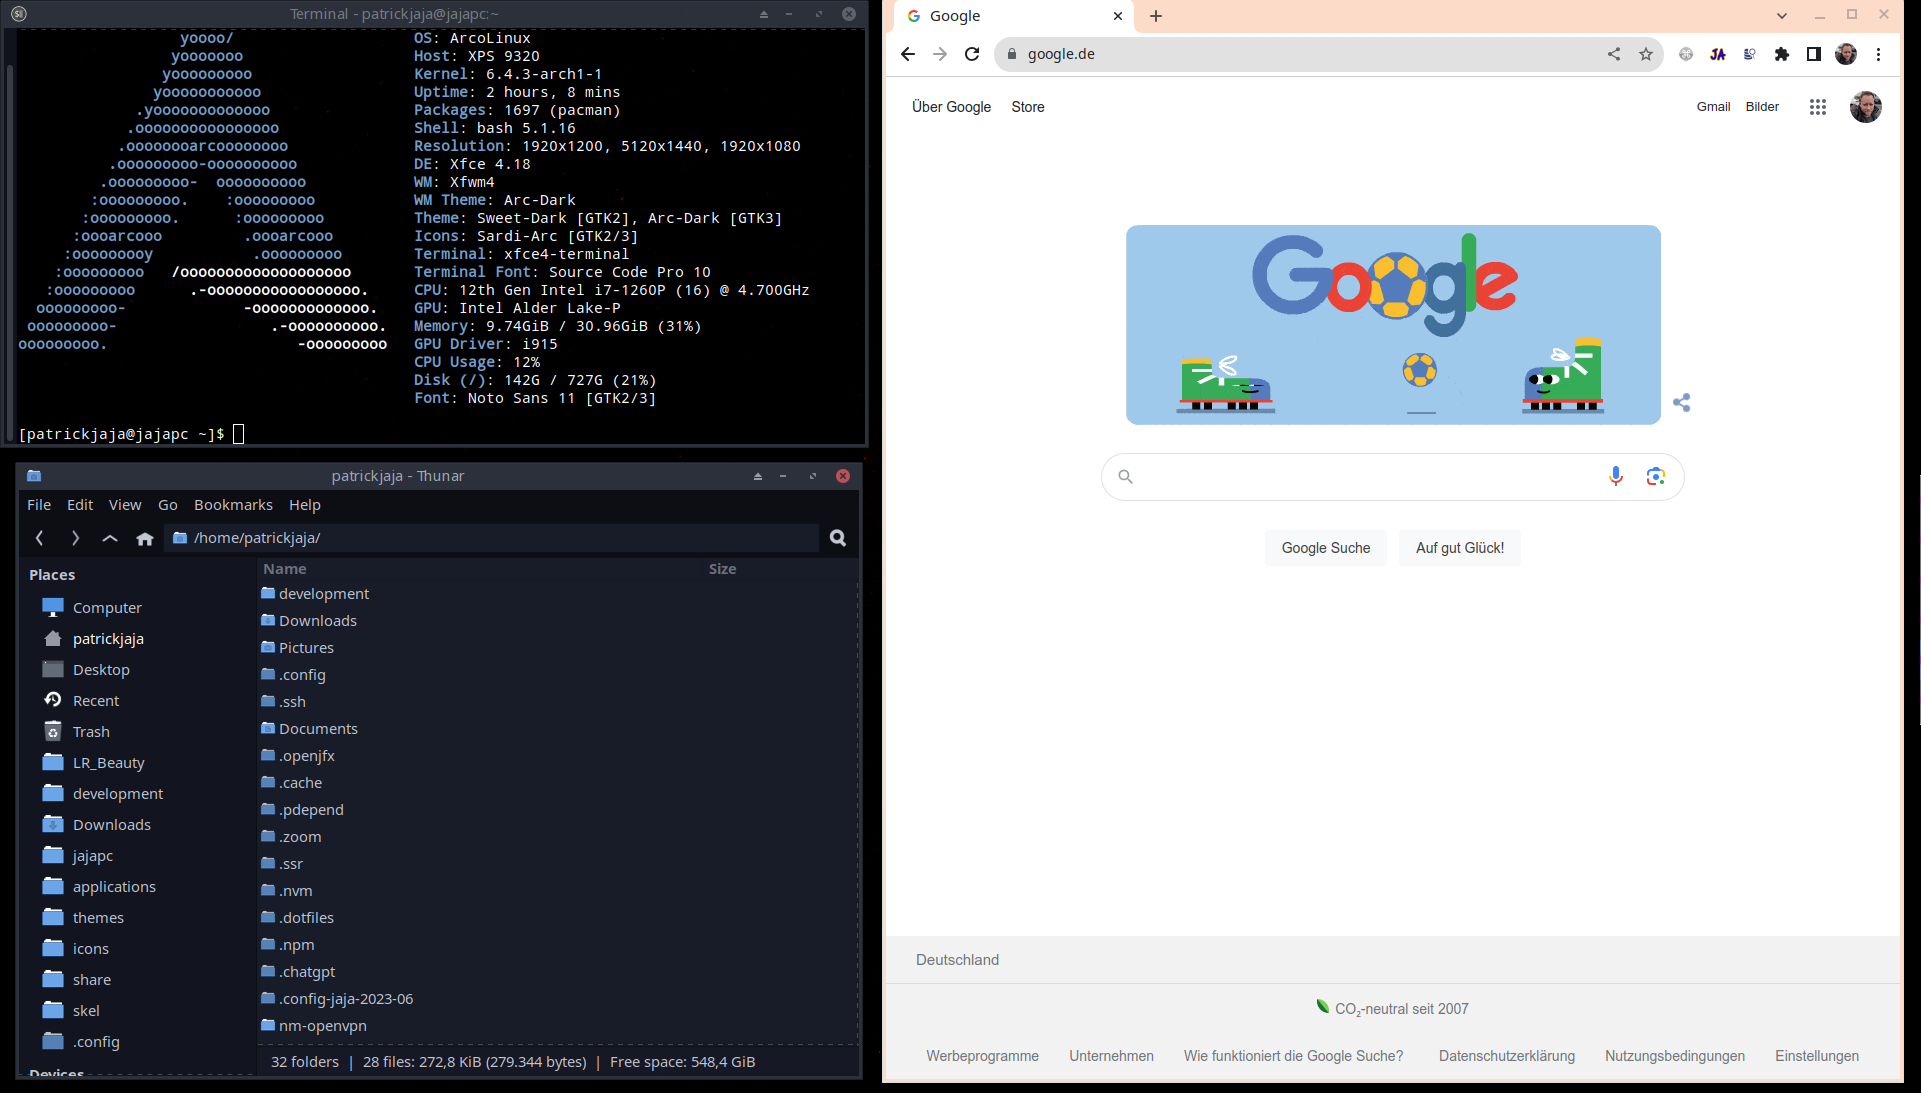 Terminal - patrickjaja@jajapc:~
yoooo/
OS: ArcoLinux
yooooooo
Host: XPS 9320
yooooooooo
Kernel: 6.4.3-arch1-1
yooooooooooo
Uptime: 2 hours, 8 mins
.yooooooooooooo
Packages: 1697 (pacman)
.oooooooooooooooo
Shell: bash 5.1.16
.oooooooarcoooooooo
Resolution: 1920x1200, 5120x1440, 1920x1080
.ooooooooo-oooooooooo
DE: Xfce 4.18
.ooooooooo-  oooooooooo
WM: Xfwm4
:ooooooooo.    :ooooooooo
WM Theme: Arc-Dark
:ooooooooo.      :ooooooooo
Theme: Sweet-Dark [GTK2], Arc-Dark [GTK3]
:oooarcooo         .oooarcooo
Icons: Sardi-Arc [GTK2/3]
:ooooooooy           .ooooooooo
Terminal: xfce4-terminal
:ooooooooo   /ooooooooooooooooooo
Terminal Font: Source Code Pro 10
:ooooooooo      .-ooooooooooooooooo.
CPU: 12th Gen Intel i7-1260P (16) @ 4.700GHz
ooooooooo-             -ooooooooooooo.
GPU: Intel Alder Lake-P
ooooooooo-                 .-oooooooooo.
Memory: 9.74GiB / 30.96GiB (31%)
ooooooooo.                     -ooooooooo
GPU Driver: i915
CPU Usage: 12%
Disk (/): 142G / 727G (21%)
Font: Noto Sans 11 [GTK2/3]
[patrickjaja@jajapc ~]$
patrickjaja - Thunar
File Edit View Go Bookmarks Help
/home/patrickjaja/
Places
Computer
patrickjaja
Desktop
Recent
Trash
LR_Beauty
development
Downloads
jajapc
applications
themes
icons
share
skel
.config
Devices
Name Size
development
Downloads
Pictures
.config
.ssh
Documents
.openjfx
.cache
.pdepend
.zoom
.ssr
.nvm
.dotfiles
.npm
.chatgpt
.config-jaja-2023-06
nm-openvpn
32 folders | 28 files: 272,8 KiB (279.344 bytes) | Free space: 548,4 GiB
Google
google.de
JA
Über Google Store
Gmail Bilder
Google
Google Suche Auf gut Glück!
Deutschland
CO₂-neutral seit 2007
Werbeprogramme Unternehmen Wie funktioniert die Google Suche? Datenschutzerklärung Nutzungsbedingungen Einstellungen